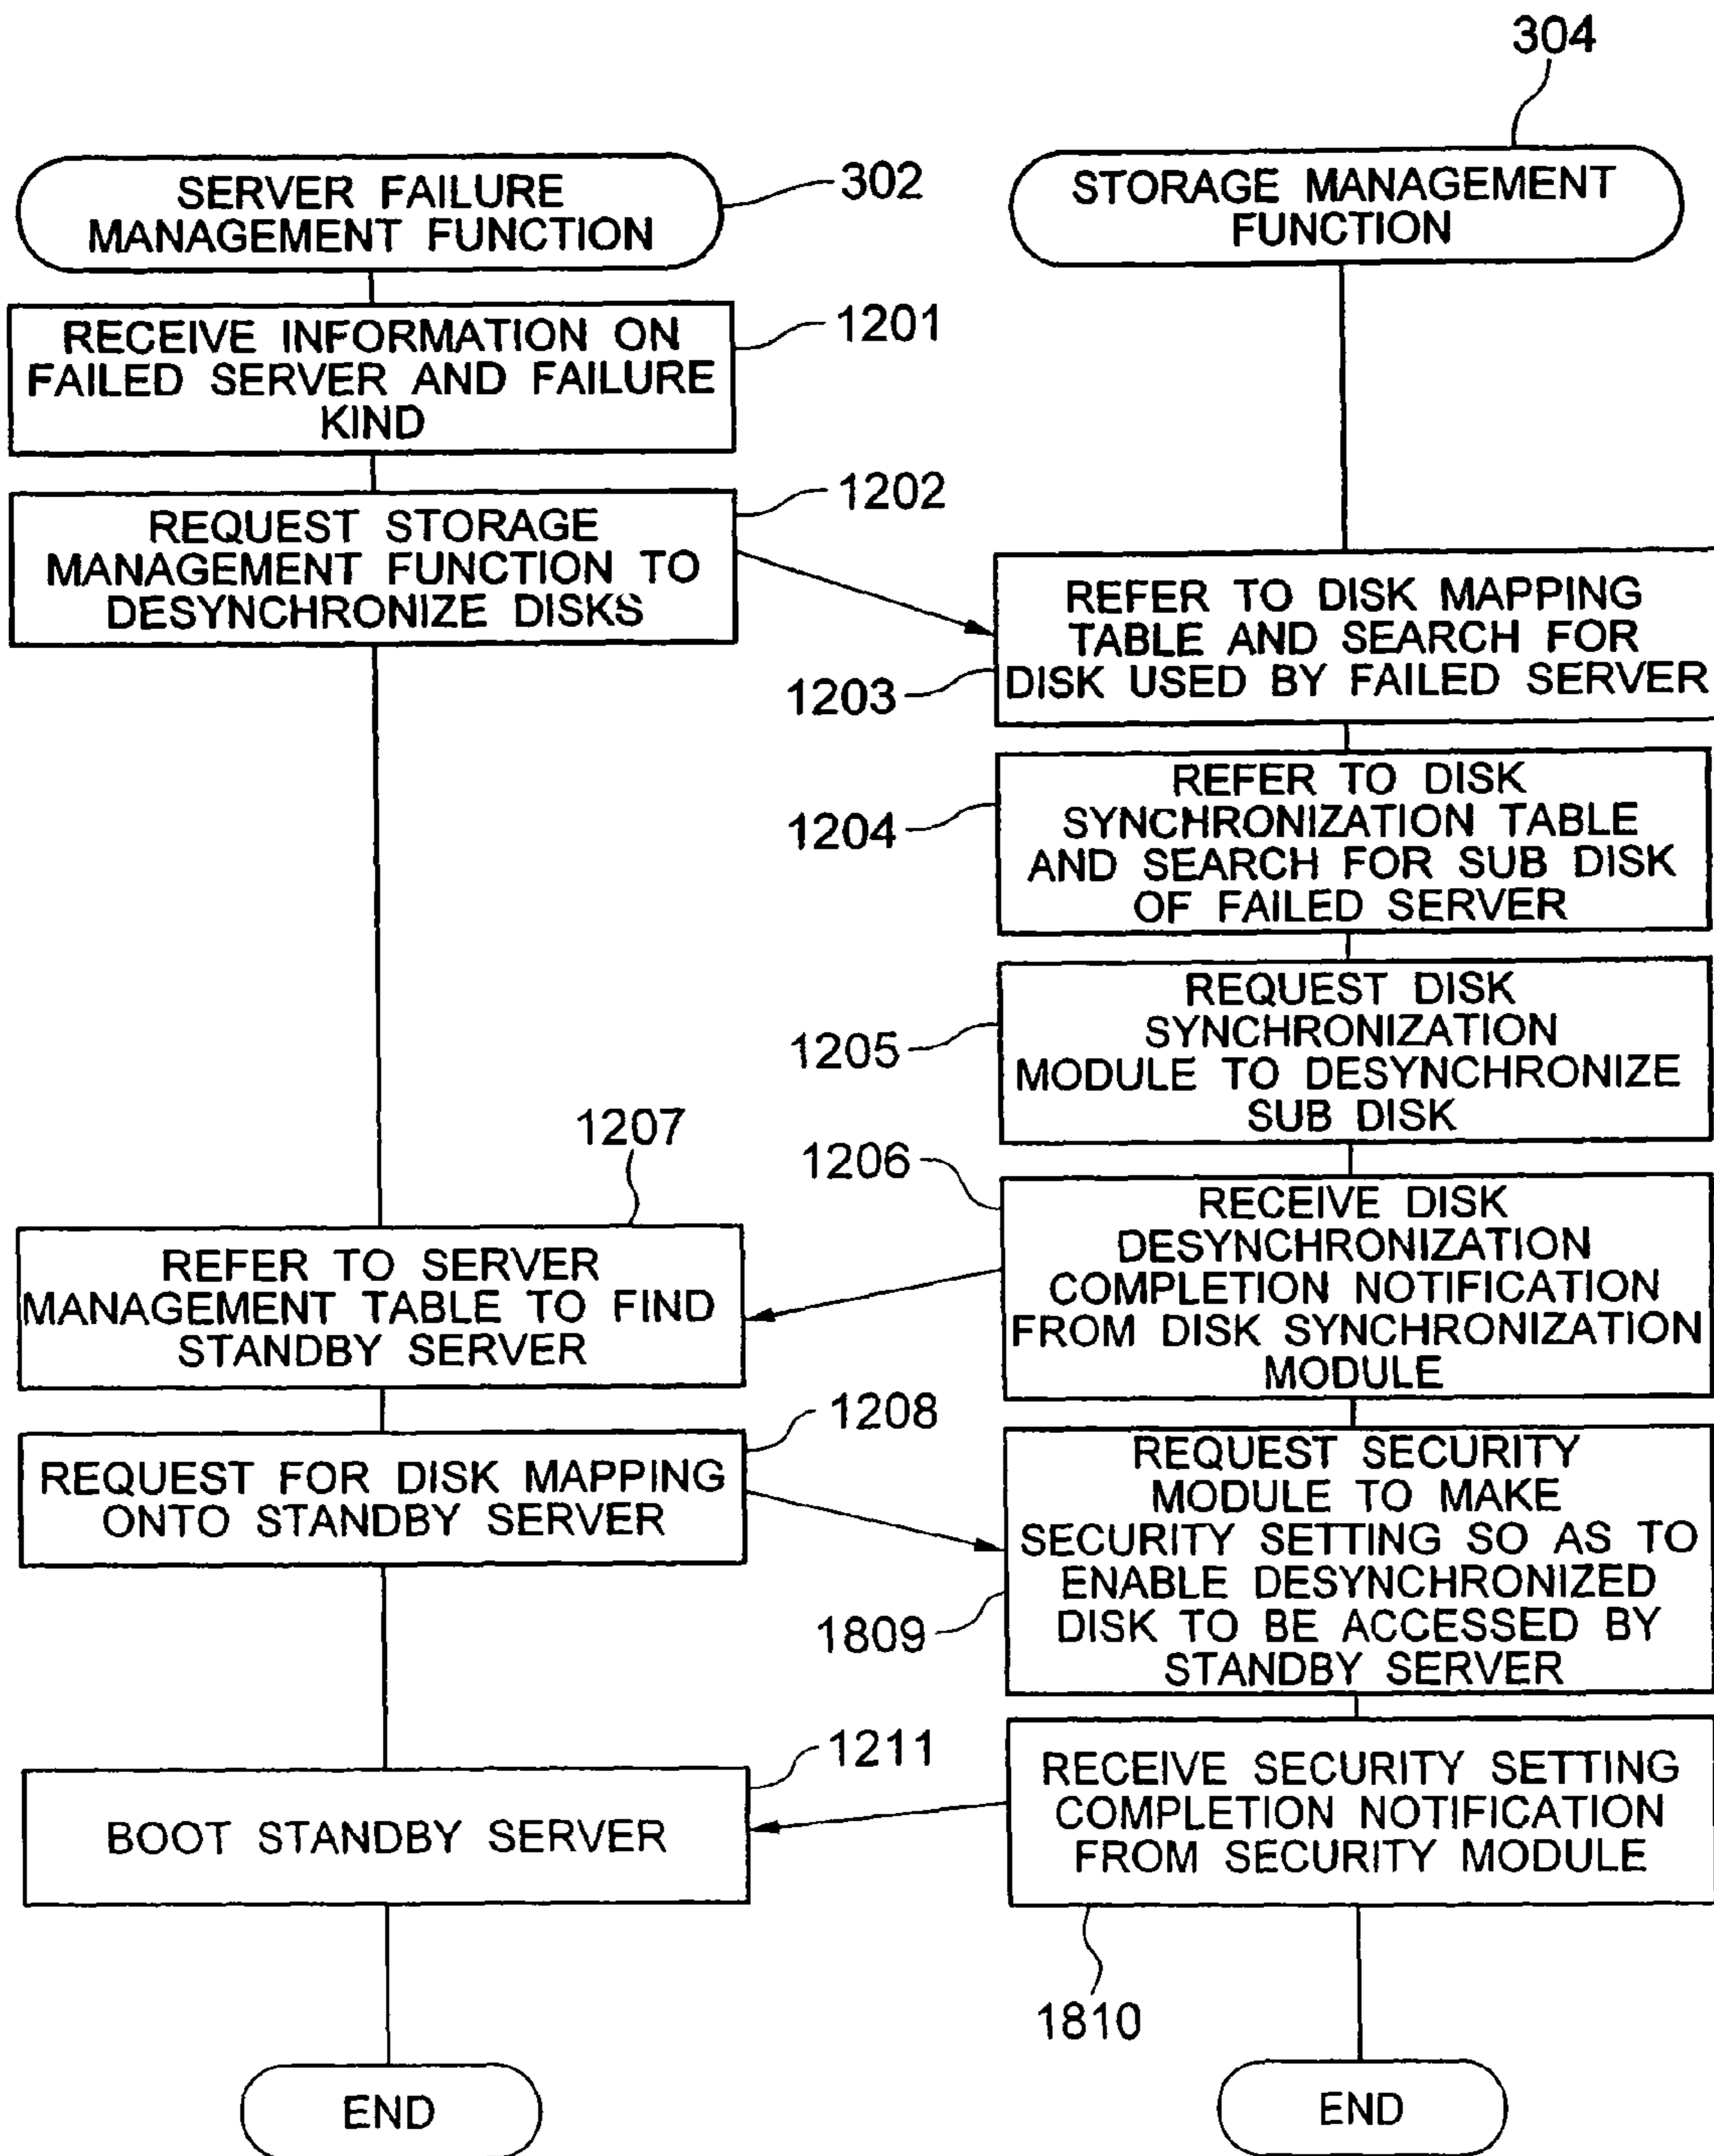 304
SERVER FAILURE
MANAGEMENT FUNCTION
302
STORAGE MANAGEMENT
FUNCTION
RECEIVE INFORMATION ON
FAILED SERVER AND FAILURE
KIND
1201
REQUEST STORAGE
MANAGEMENT FUNCTION TO
DESYNCHRONIZE DISKS
1202
REFER TO DISK MAPPING
TABLE AND SEARCH FOR
DISK USED BY FAILED SERVER
1203
REFER TO DISK
SYNCHRONIZATION TABLE
AND SEARCH FOR SUB DISK
OF FAILED SERVER
1204
REQUEST DISK
SYNCHRONIZATION
MODULE TO DESYNCHRONIZE
SUB DISK
1205
1206
RECEIVE DISK
DESYNCHRONIZATION
COMPLETION NOTIFICATION
FROM DISK SYNCHRONIZATION
MODULE
1207
REFER TO SERVER
MANAGEMENT TABLE TO FIND
STANDBY SERVER
1208
REQUEST FOR DISK MAPPING
ONTO STANDBY SERVER
REQUEST SECURITY
MODULE TO MAKE
SECURITY SETTING SO AS TO
ENABLE DESYNCHRONIZED
DISK TO BE ACCESSED BY
STANDBY SERVER
1809
1211
BOOT STANDBY SERVER
RECEIVE SECURITY SETTING
COMPLETION NOTIFICATION
FROM SECURITY MODULE
1810
END
END